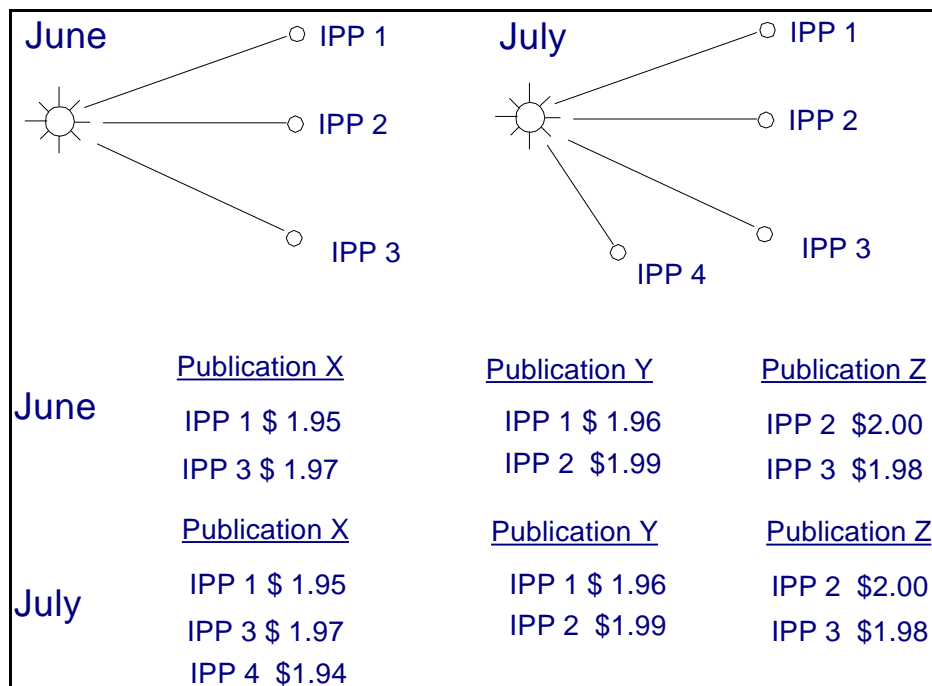 June
IPP 1
IPP 2
IPP 3
July
IPP 1
IPP 2
IPP 3
IPP 4
June
Publication X
IPP 1 $ 1.95
IPP 3 $ 1.97
Publication Y
IPP 1 $ 1.96
IPP 2 $1.99
Publication Z
IPP 2 $2.00
IPP 3 $1.98
July
Publication X
IPP 1 $ 1.95
IPP 3 $ 1.97
IPP 4 $1.94
Publication Y
IPP 1 $ 1.96
IPP 2 $1.99
Publication Z
IPP 2 $2.00
IPP 3 $1.98